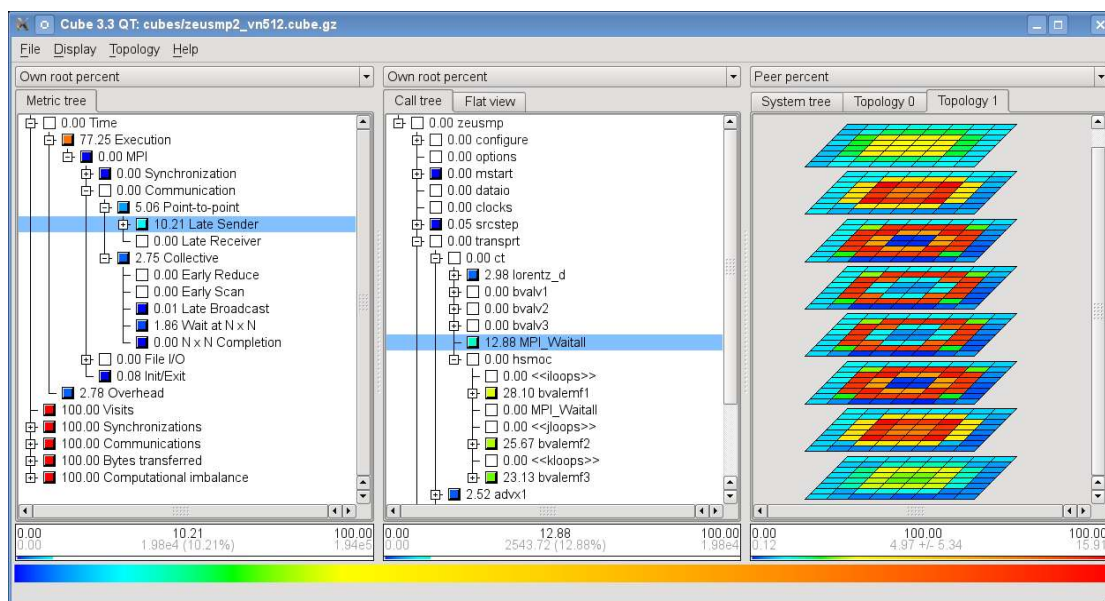 Cube 3.3 QT: cubes/zeusmp2_vn512.cube.gz
File Display Topology Help
Own root percent
Metric tree
0.00 Time
77.25 Execution
0.00 MPI
0.00 Synchronization
0.00 Communication
5.06 Point-to-point
10.21 Late Sender
0.00 Late Receiver
2.75 Collective
0.00 Early Reduce
0.00 Early Scan
0.01 Late Broadcast
1.86 Wait at N x N
0.00 N x N Completion
0.00 File I/O
0.08 Init/Exit
2.78 Overhead
100.00 Visits
100.00 Synchronizations
100.00 Communications
100.00 Bytes transferred
100.00 Computational imbalance
0.00 10.21 100.00
0.00 1.98e4 (10.21%) 1.94e5
Own root percent
Call tree Flat view
0.00 zeusmp
0.00 configure
0.00 options
0.00 mstart
0.00 dataio
0.00 clocks
0.05 srcstep
0.00 transprt
0.00 ct
2.98 lorentz_d
0.00 bvalv1
0.00 bvalv2
0.00 bvalv3
12.88 MPI_Waitall
0.00 hsmoc
0.00 <<iloops>>
28.10 bvalemf1
0.00 MPI_Waitall
0.00 <<jloops>>
25.67 bvalemf2
0.00 <<kloops>>
23.13 bvalemf3
2.52 advx1
0.00 12.88 100.00
0.00 2543.72 (12.88%) 1.98e4
Peer percent
System tree Topology 0 Topology 1
0.00 100.00 100.00
0.12 4.97 +/- 5.34 15.91